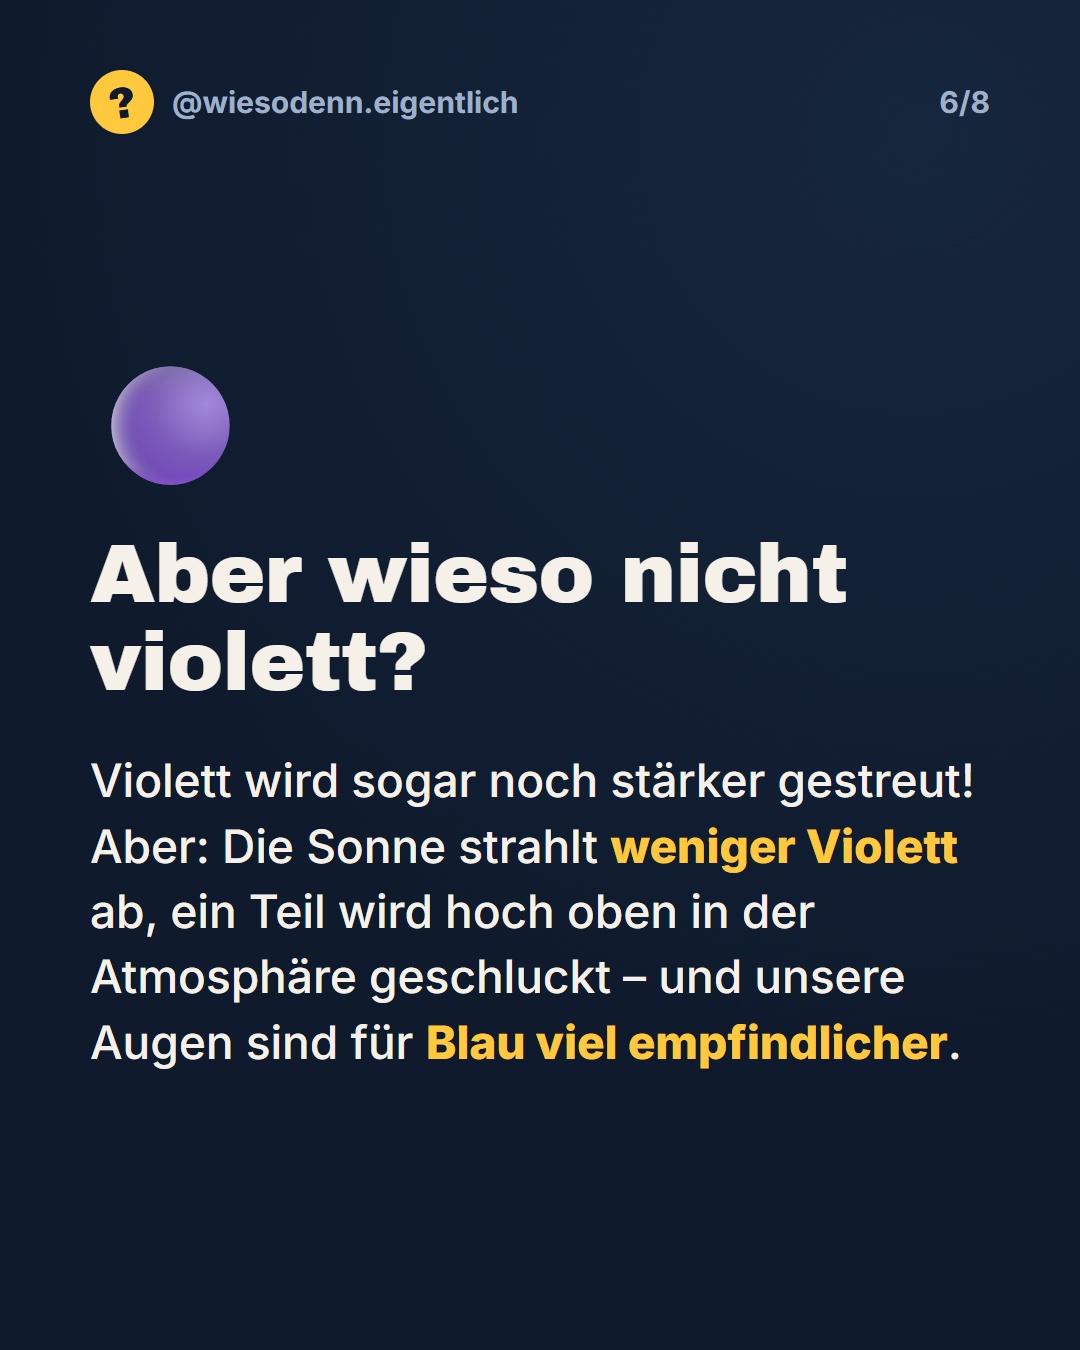 ?
@wiesodenn.eigentlich
6/8
Aber wieso nicht
violett?
Violett wird sogar noch stärker gestreut!
Aber: Die Sonne strahlt weniger Violett
ab, ein Teil wird hoch oben in der
Atmosphäre geschluckt – und unsere
Augen sind für Blau viel empfindlicher.